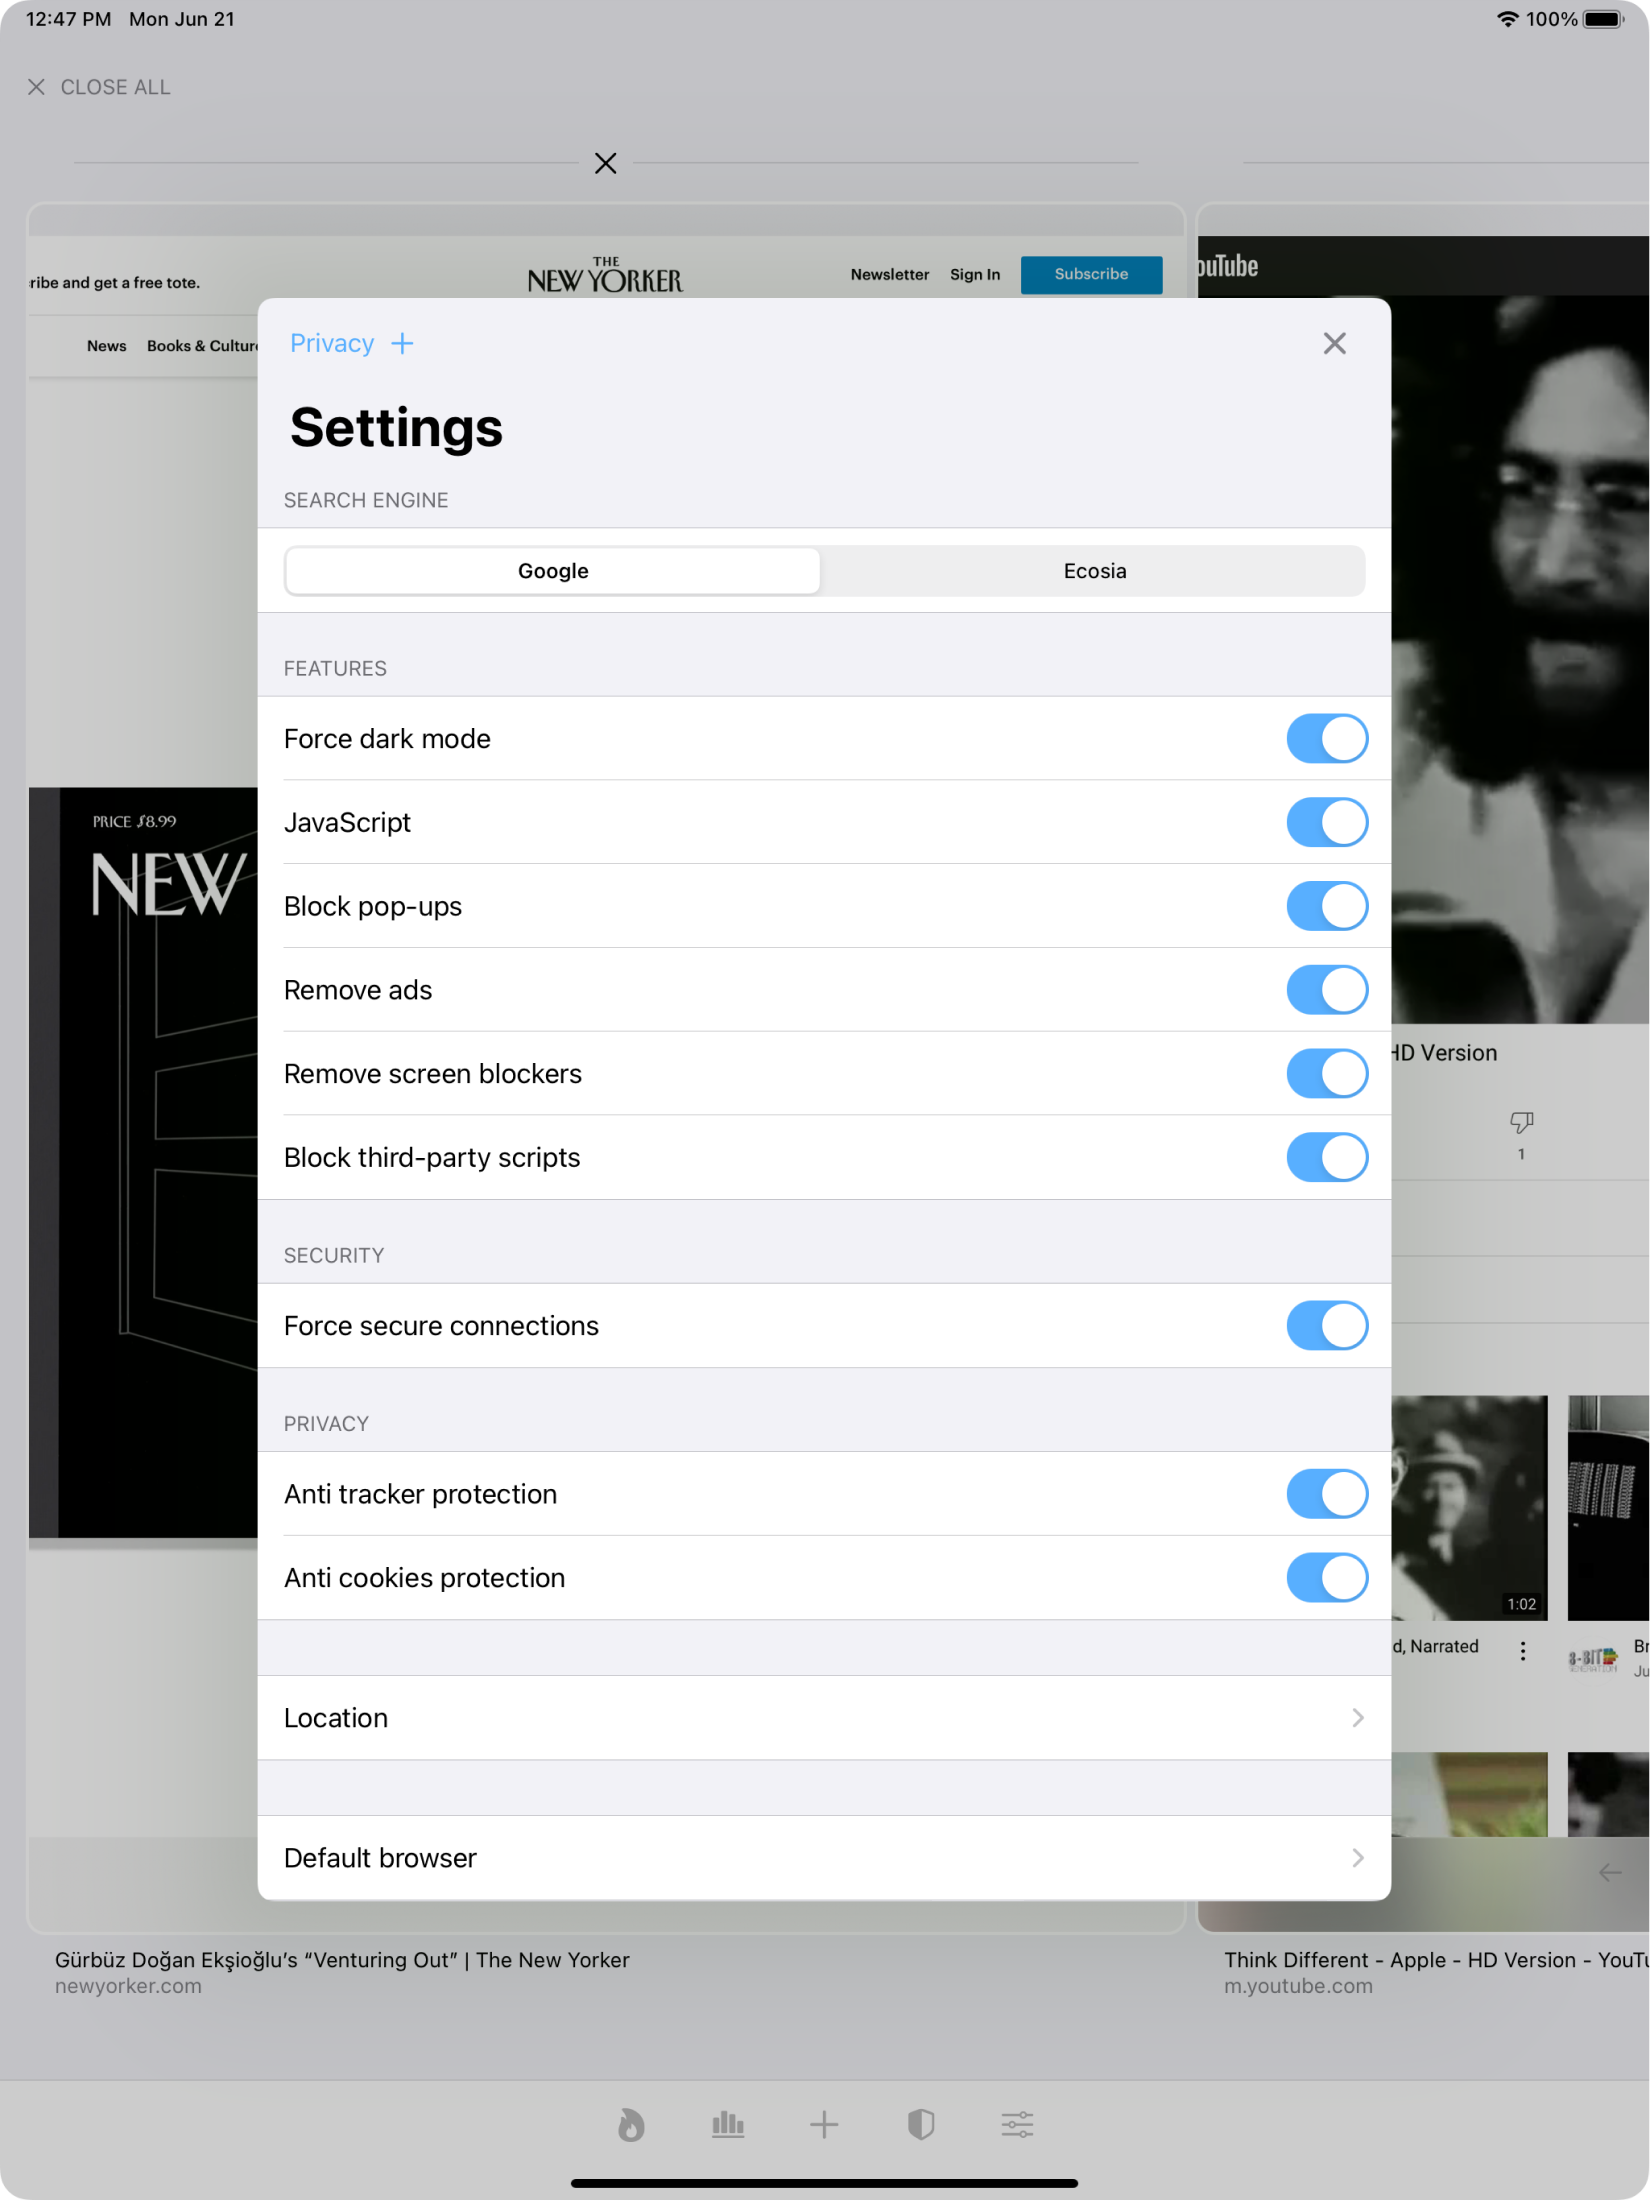 12:47 PM Mon Jun 21
100%
CLOSE ALL
ribe and get a free tote.
THE
NEW YORKER
Newsletter Sign In Subscribe
ouTube
News Books & Culture
Privacy
Settings
SEARCH ENGINE
Google Ecosia
FEATURES
Force dark mode
JavaScript
Block pop-ups
Remove ads
Remove screen blockers
Block third-party scripts
SECURITY
Force secure connections
PRIVACY
Anti tracker protection
Anti cookies protection
Location
Default browser
PRICE $8.99
NEW
HD Version
1
1:02
d, Narrated
8-BIT
GENERATION
Br
Ju
Gürbüz Doğan Ekşioğlu’s “Venturing Out” | The New Yorker
newyorker.com
Think Different - Apple - HD Version - YouTu
m.youtube.com